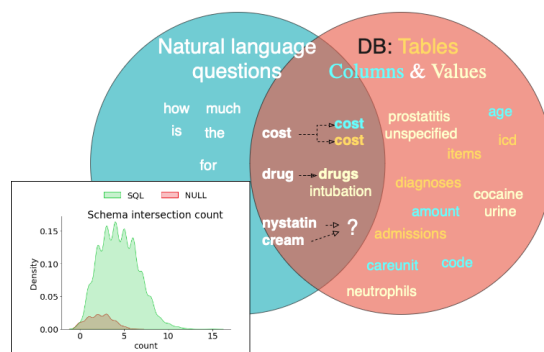 Natural language
questions
DB: Tables
Columns & Values
how much
is the
for
cost
cost
cost
drug
drugs
intubation
nystatin
cream
?
prostatitis
unspecified
age
icd
items
diagnoses
cocaine
urine
amount
admissions
careunit
code
neutrophils
SQL
NULL
Schema intersection count
Density
0.15
0.10
0.05
0.00
0
5
10
15
count